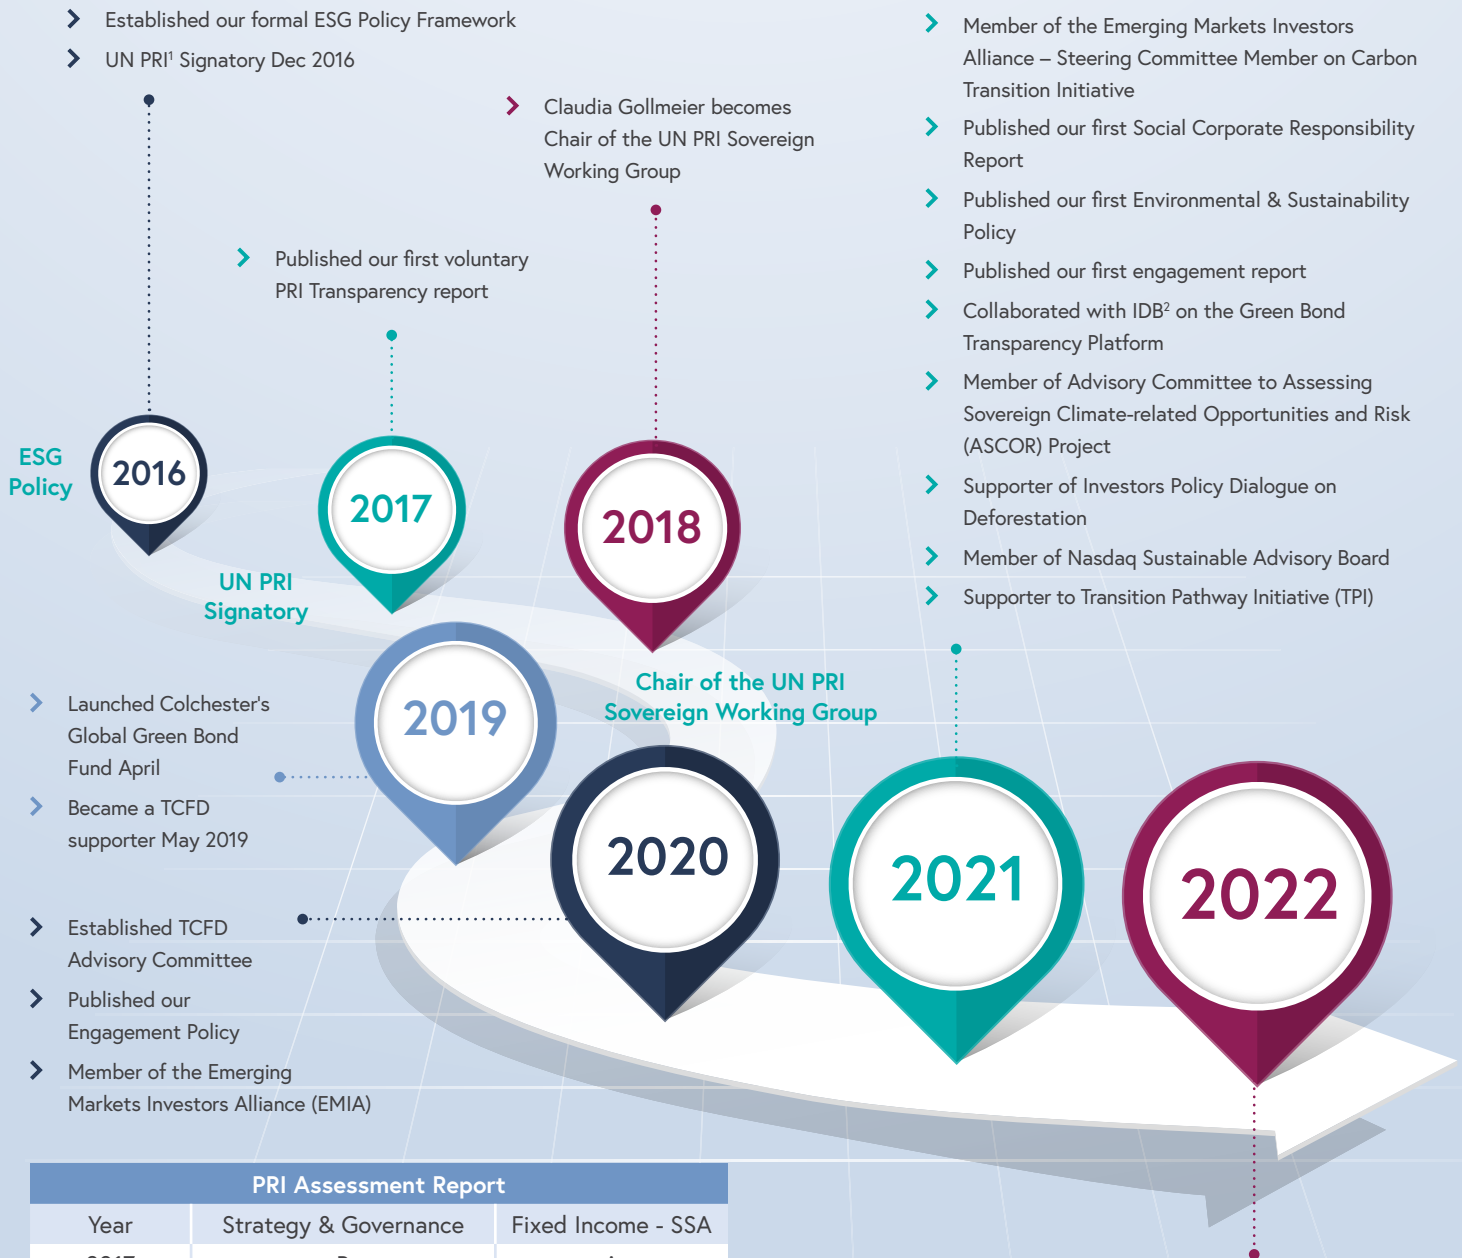 Established our formal ESG Policy Framework
UN PRI¹ Signatory Dec 2016
Claudia Gollmeier becomes
Chair of the UN PRI Sovereign
Working Group
Published our first voluntary
PRI Transparency report
Member of the Emerging Markets Investors
Alliance – Steering Committee Member on Carbon
Transition Initiative
Published our first Social Corporate Responsibility
Report
Published our first Environmental & Sustainability
Policy
Published our first engagement report
Collaborated with IDB² on the Green Bond
Transparency Platform
Member of Advisory Committee to Assessing
Sovereign Climate-related Opportunities and Risk
(ASCOR) Project
Supporter of Investors Policy Dialogue on
Deforestation
Member of Nasdaq Sustainable Advisory Board
Supporter to Transition Pathway Initiative (TPI)
ESG
Policy
2016
2017
2018
UN PRI
Signatory
Chair of the UN PRI
Sovereign Working Group
Launched Colchester's
Global Green Bond
Fund April
Became a TCFD
supporter May 2019
2019
2020
2021
2022
Established TCFD
Advisory Committee
Published our
Engagement Policy
Member of the Emerging
Markets Investors Alliance (EMIA)
PRI Assessment Report
Year Strategy & Governance Fixed Income - SSA
2017